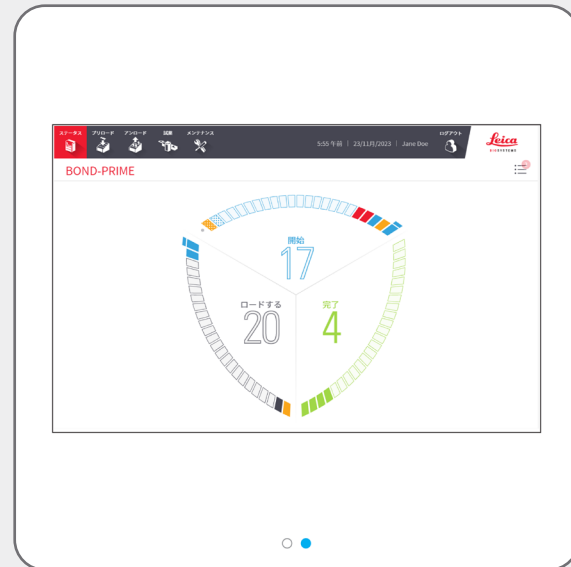 ステータス プリロード アンロード 試薬 メンテナンス
5:55 午前 | 23/11月/2023 | Jane Doe
ログアウト
Leica
BIOSYSTEMS
BOND-PRIME
開始
17
ロードする
20
完了
4